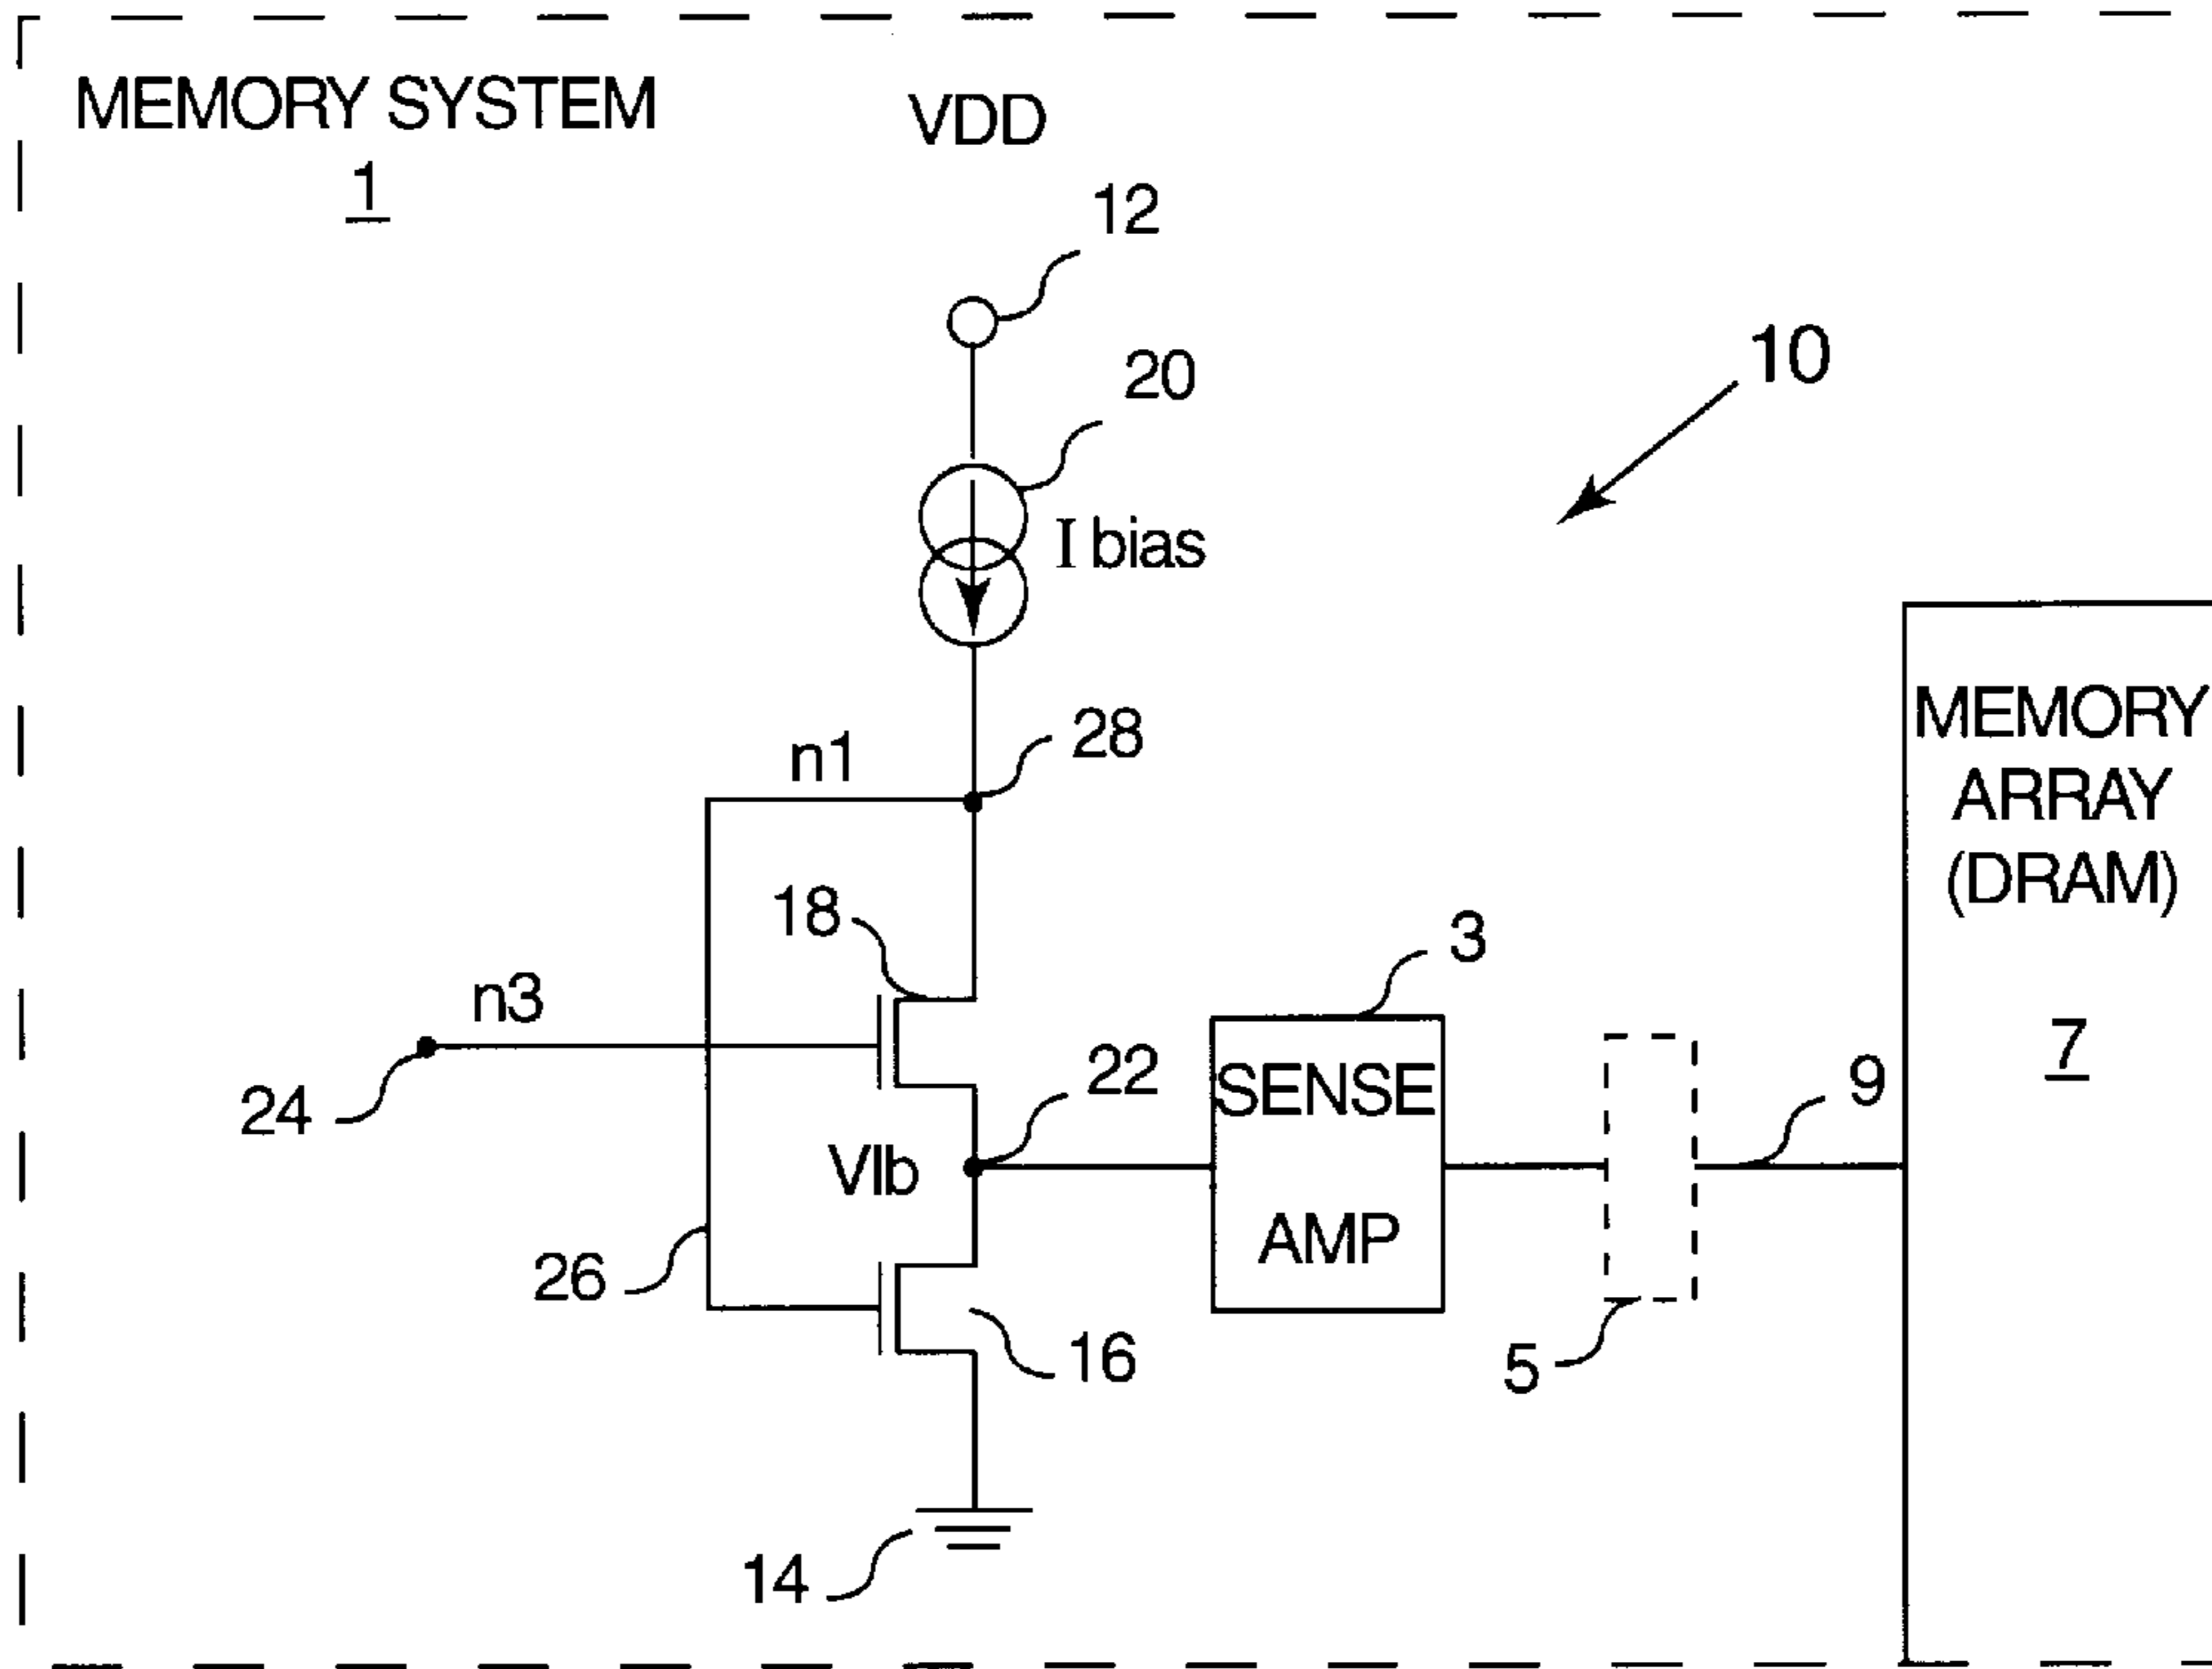 MEMORY SYSTEM
1
VDD
12
20
10
I bias
n1
28
MEMORY
ARRAY
(DRAM)
7
18
3
n3
24
22
SENSE
AMP
9
Vlb
26
16
5
14